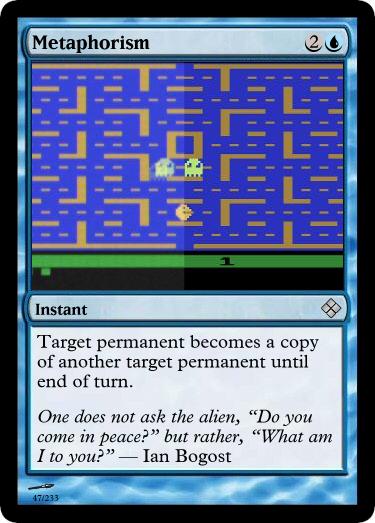 Metaphorism 2
1
Instant
Target permanent becomes a copy
of another target permanent until
end of turn.
One does not ask the alien, “Do you
come in peace?” but rather, “What am
I to you?” — Ian Bogost
47/233